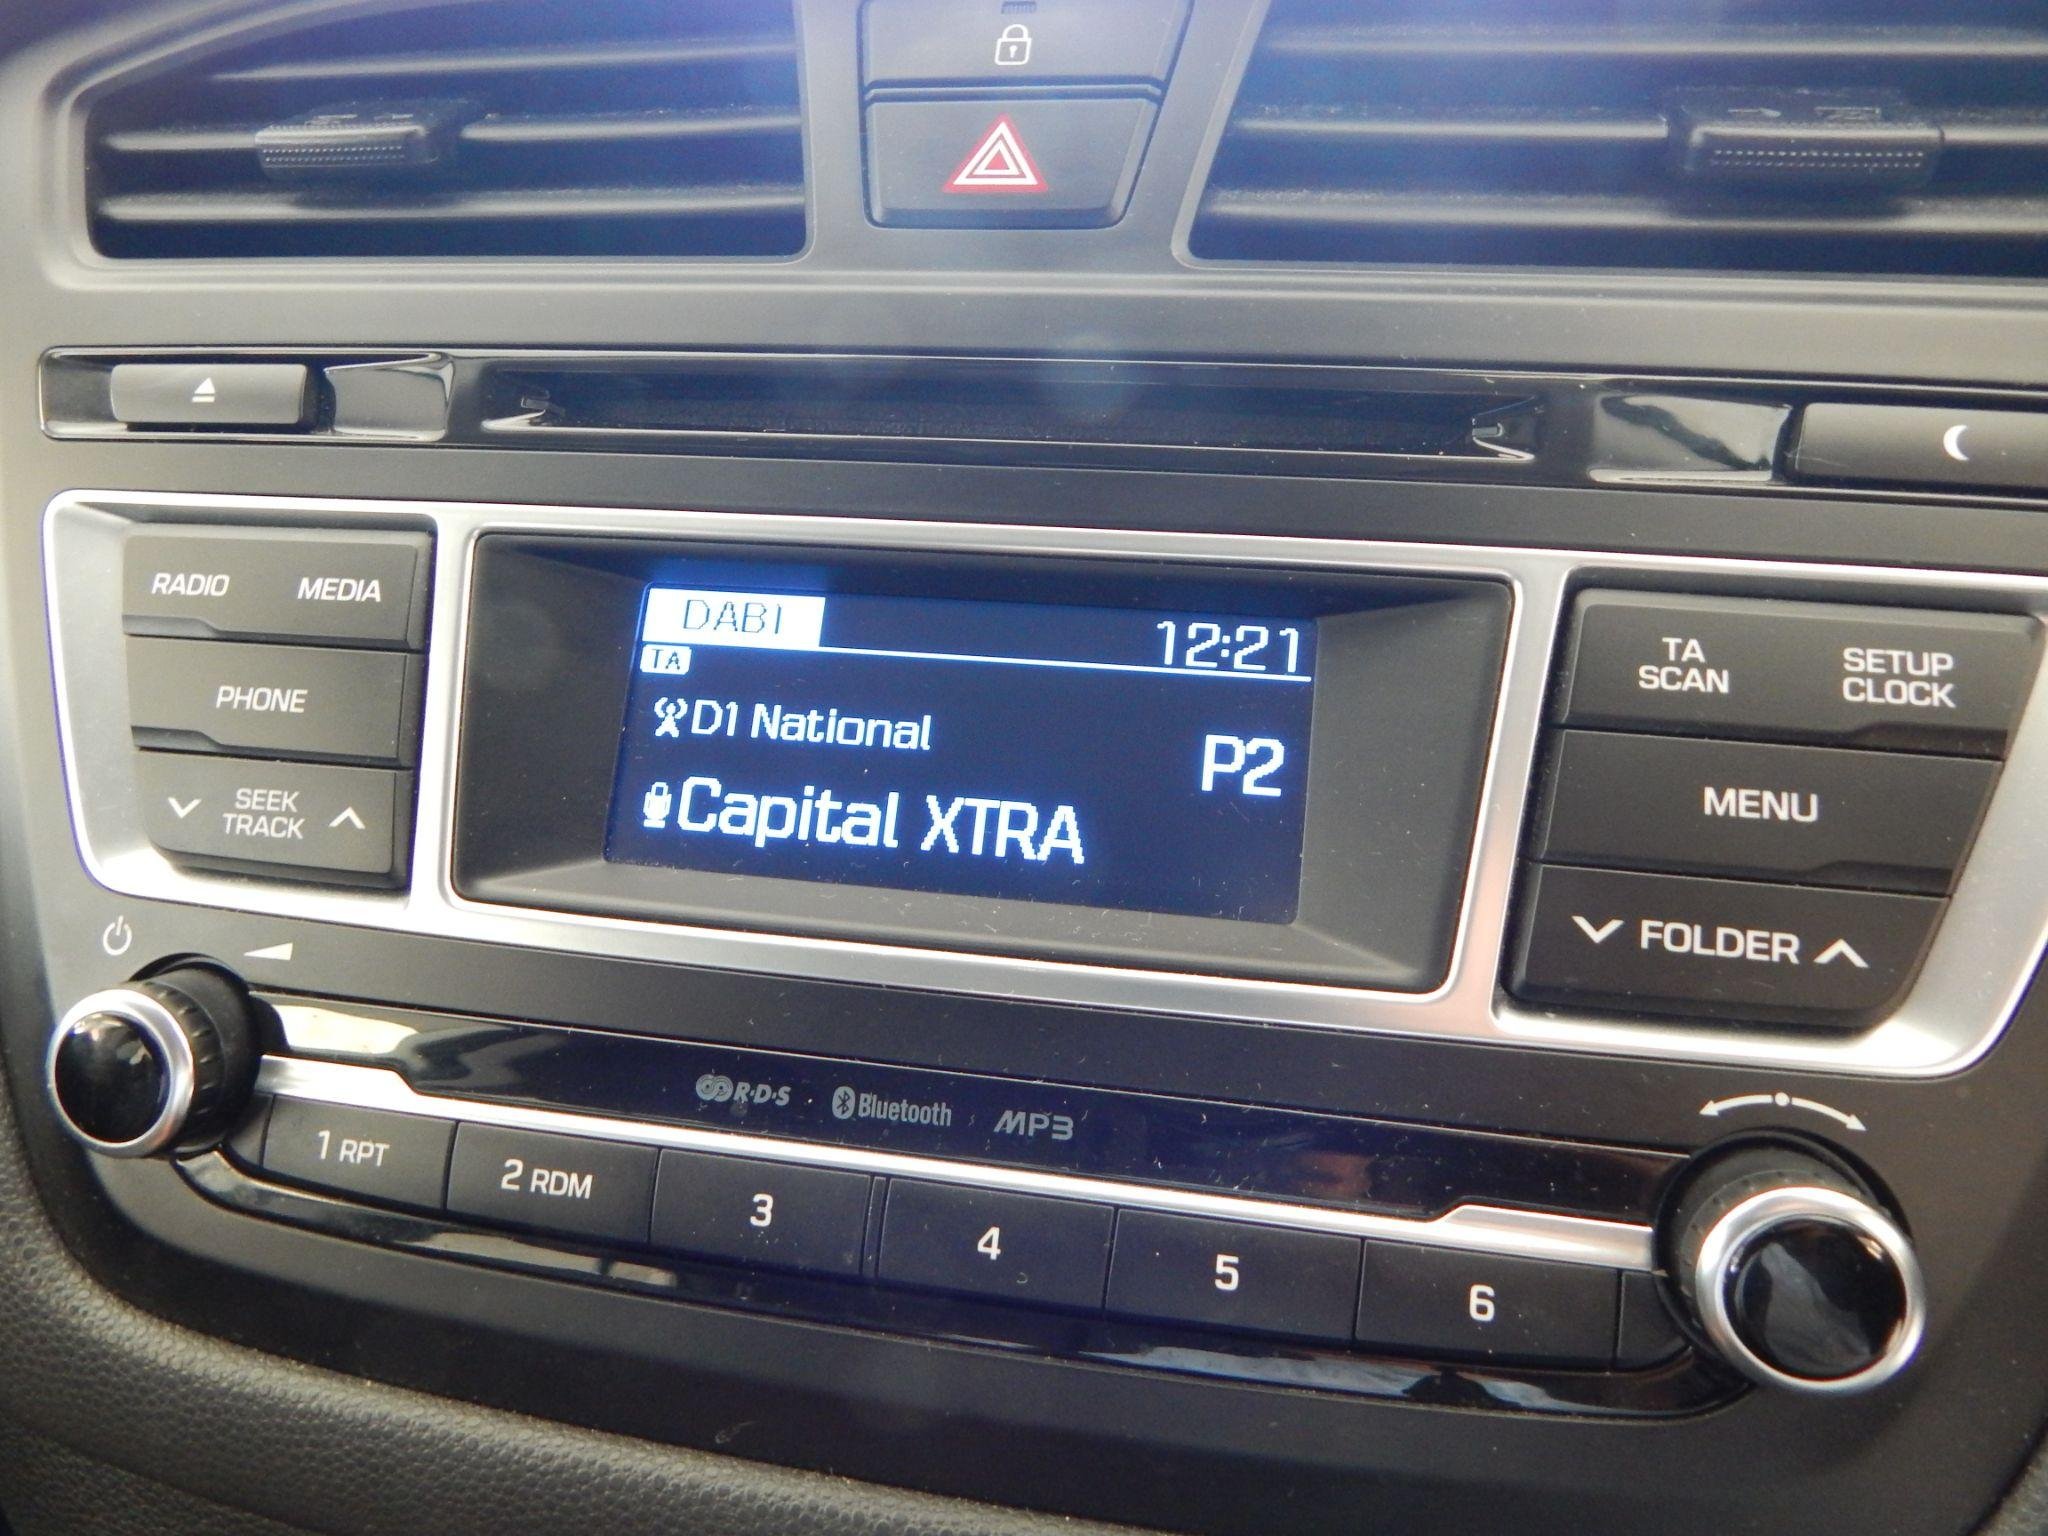 RADIO MEDIA
PHONE
SEEK
TRACK
DAB1 12:21
TA
D1 National
P2
Capital XTRA
TA
SCAN
SETUP
CLOCK
MENU
FOLDER
R·D·S Bluetooth MP3
1 RPT 2 RDM 3 4 5 6